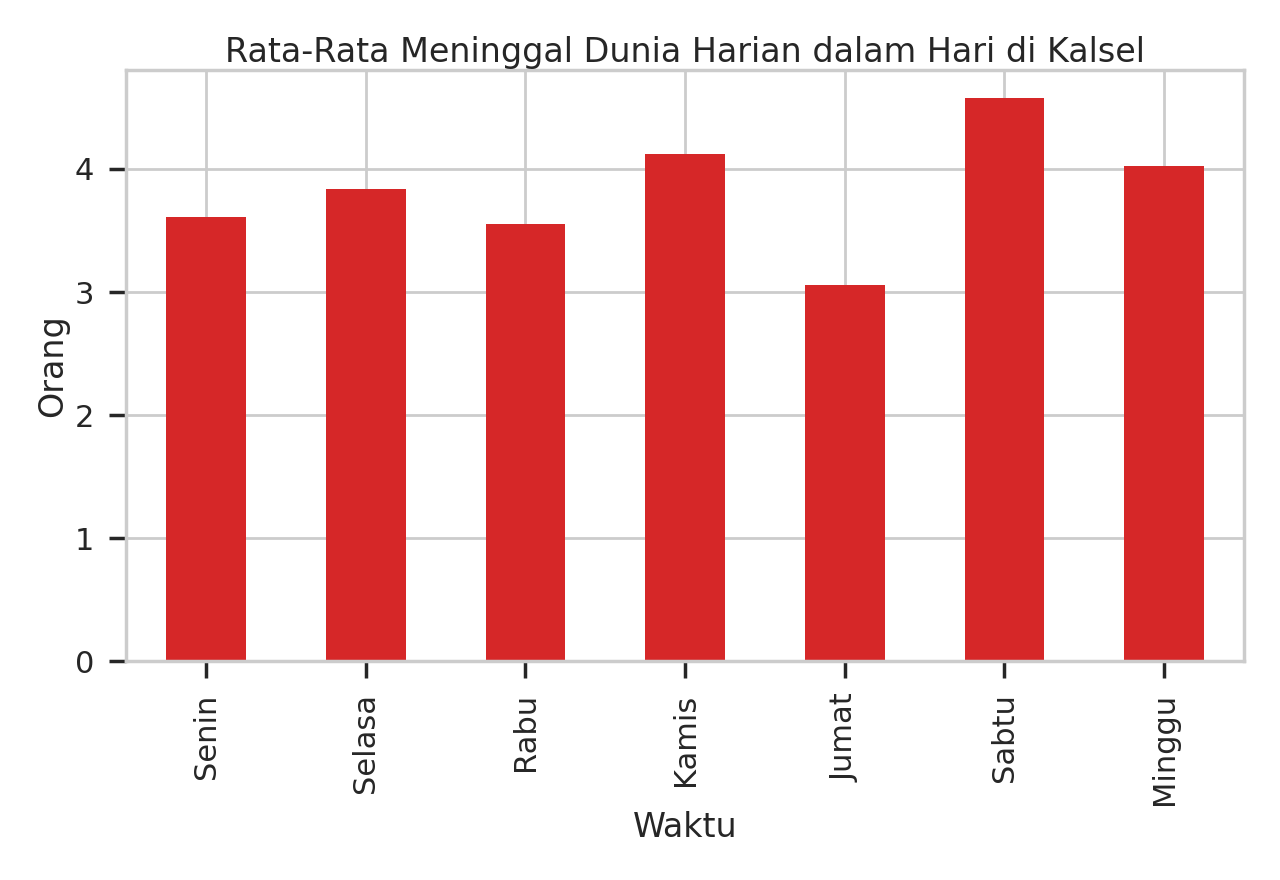 Rata-Rata Meninggal Dunia Harian dalam Hari di Kalsel
Orang
4
3
2
1
0
Senin
Selasa
Rabu
Kamis
Jumat
Sabtu
Minggu
Waktu